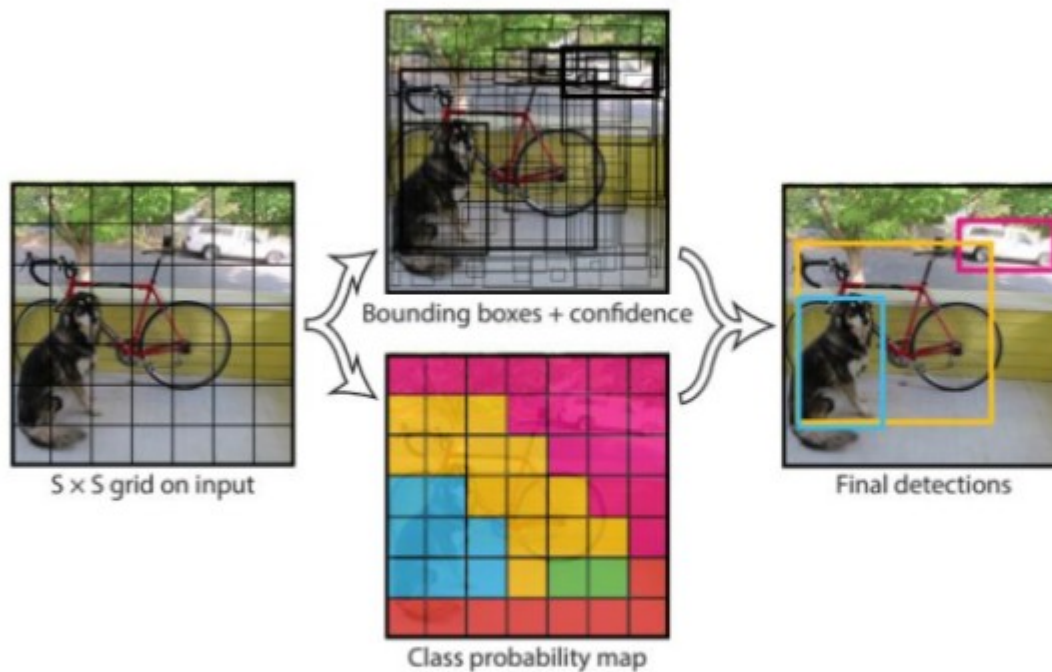 Bounding boxes + confidence
S × S grid on input
Final detections
Class probability map